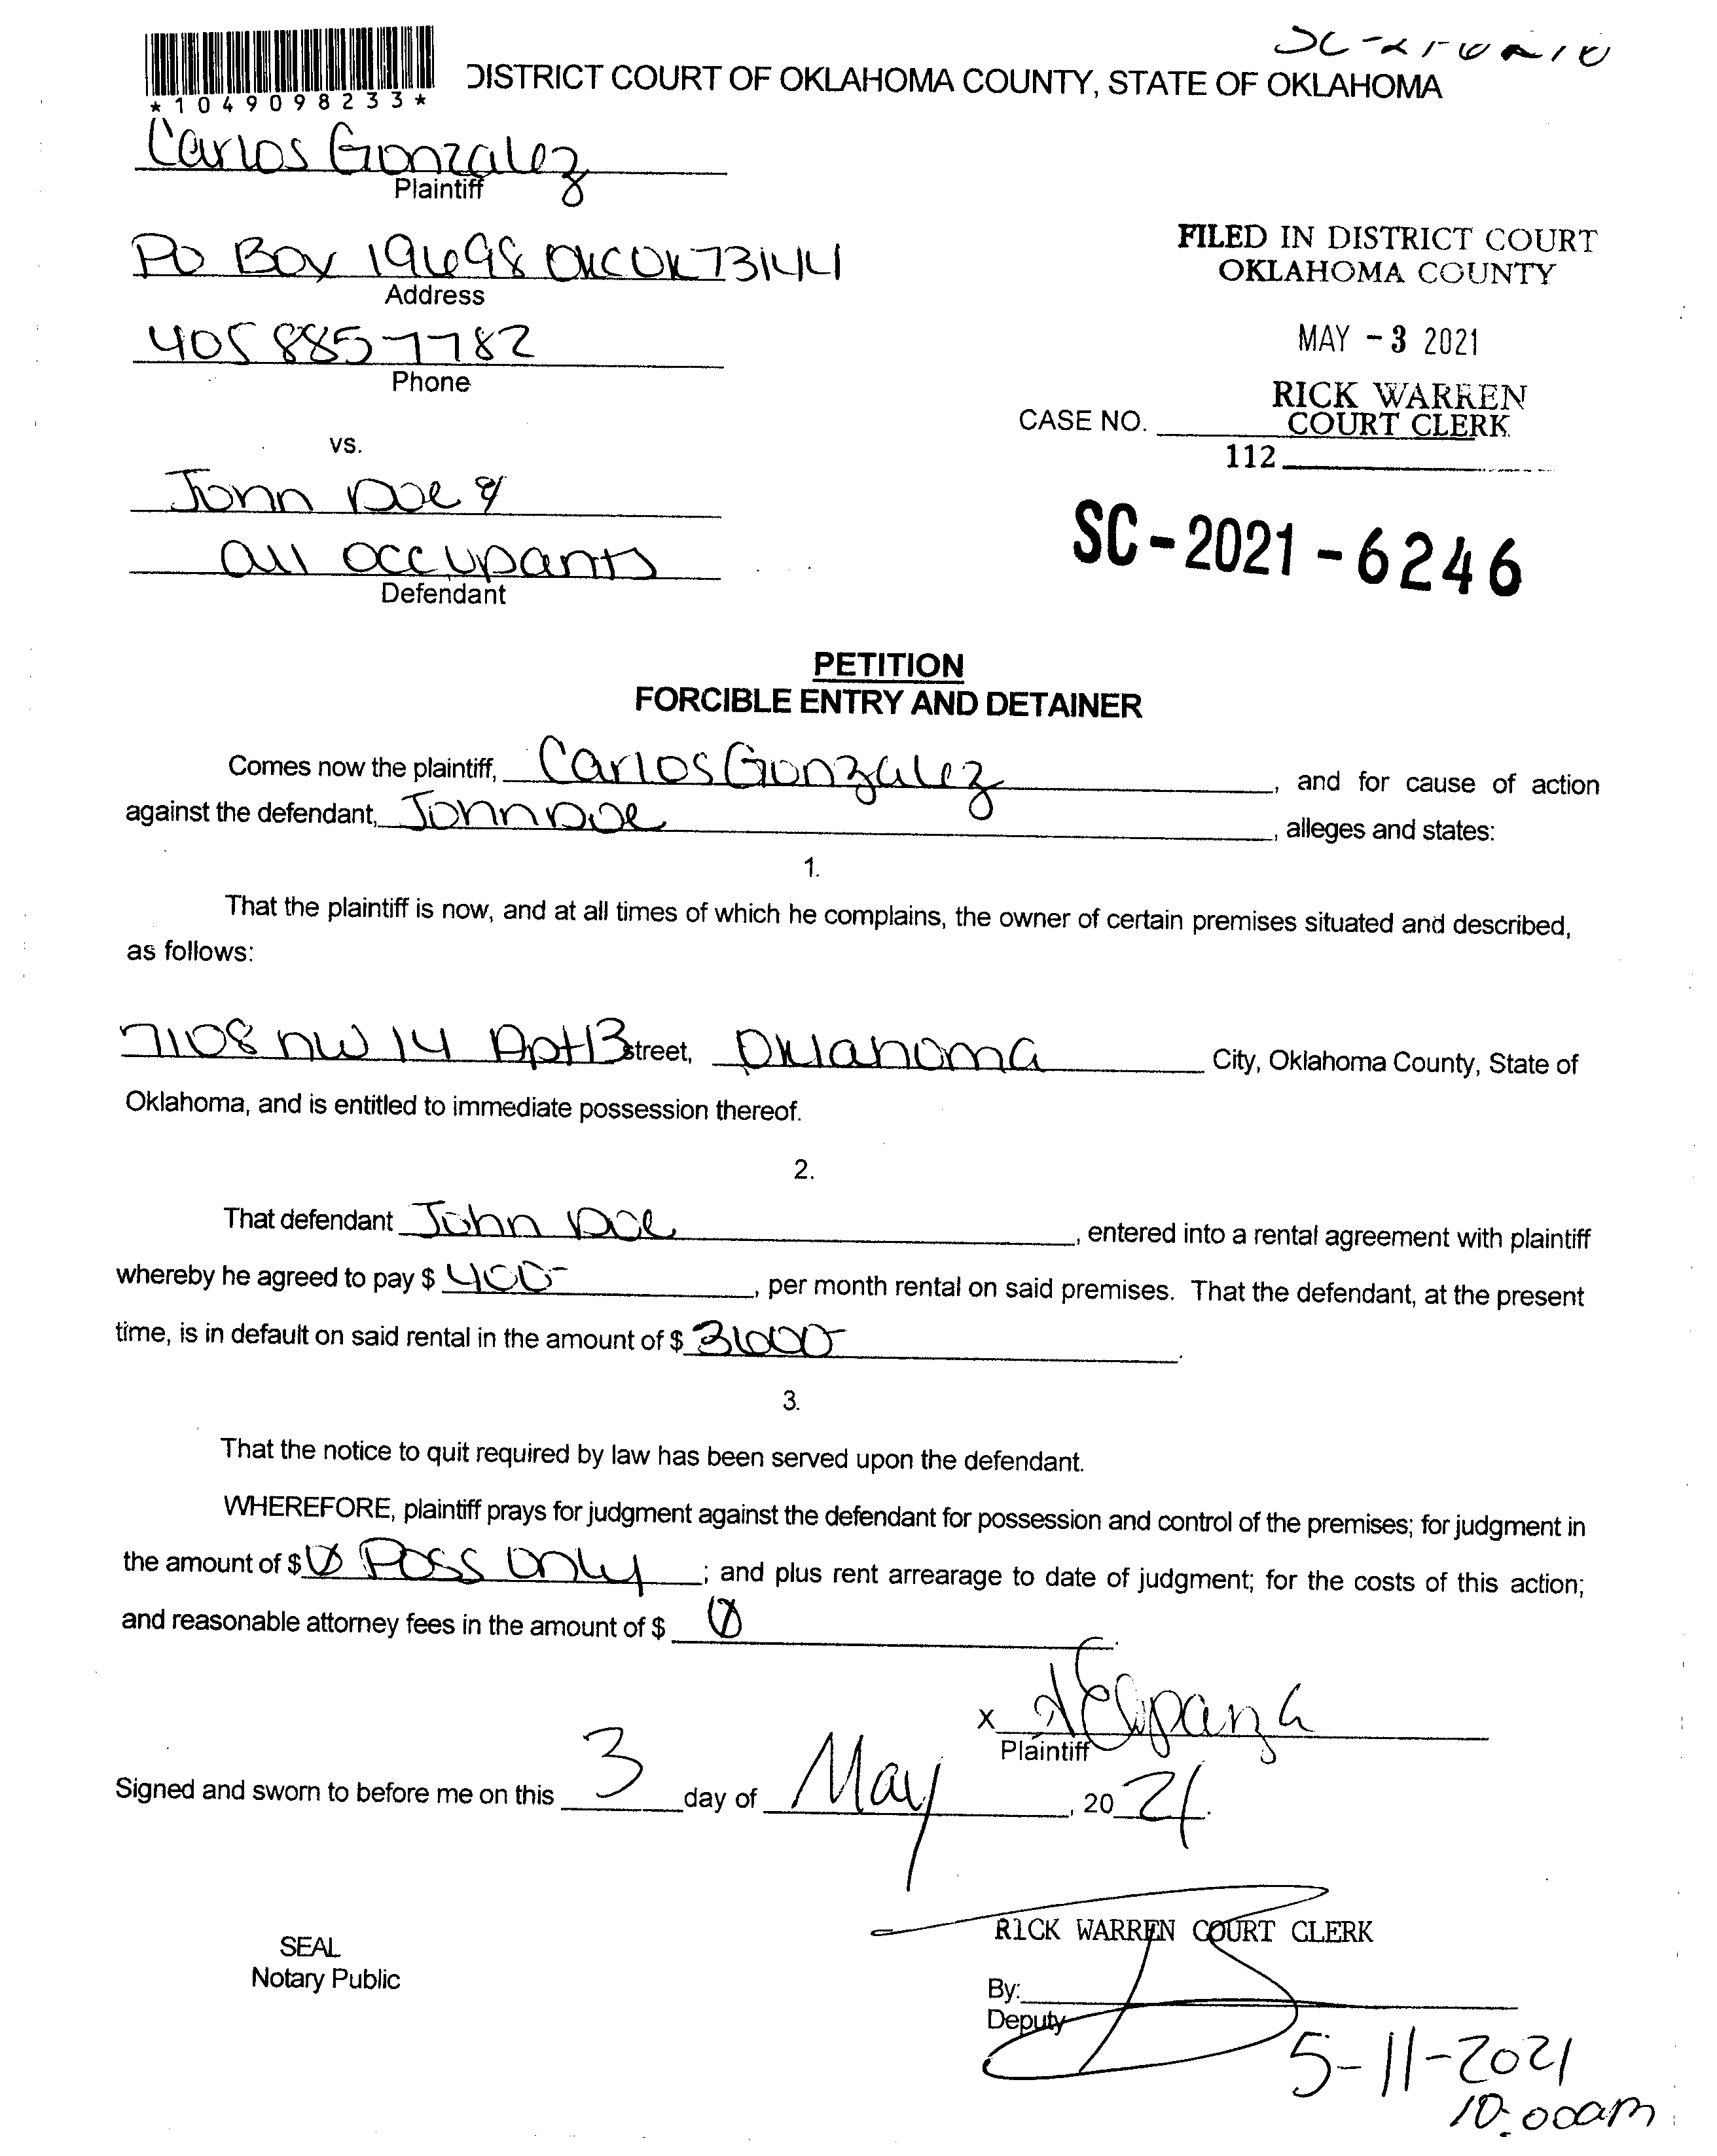 *1049098233*
DISTRICT COURT OF OKLAHOMA COUNTY, STATE OF OKLAHOMA
Carlos Gonzalez
Plaintiff
PO BOX 19698 OKC OK 73144
Address
405 885 7782
Phone
FILED IN DISTRICT COURT
OKLAHOMA COUNTY
MAY - 3 2021
RICK WARREN
COURT CLERK
CASE NO.
112
vs.
John Doe &
all occupants
Defendant
SC-2021-6246
PETITION
FORCIBLE ENTRY AND DETAINER
Comes now the plaintiff, Carlos Gonzalez, and for cause of action
against the defendant, John Doe, alleges and states:
1.
That the plaintiff is now, and at all times of which he complains, the owner of certain premises situated and described,
as follows:
7108 NW 14 Apt 13 street, Oklahoma City, Oklahoma County, State of
Oklahoma, and is entitled to immediate possession thereof.
2.
That defendant John Doe, entered into a rental agreement with plaintiff
whereby he agreed to pay $ 400-, per month rental on said premises. That the defendant, at the present
time, is in default on said rental in the amount of $ .
3.
That the notice to quit required by law has been served upon the defendant.
WHEREFORE, plaintiff prays for judgment against the defendant for possession and control of the premises; for judgment in
the amount of $ Ø Poss Only; and plus rent arrearage to date of judgment; for the costs of this action;
and reasonable attorney fees in the amount of $ Ø.
X
Plaintiff
Signed and sworn to before me on this 3 day of May, 2021.
SEAL
Notary Public
RICK WARREN COURT CLERK
By:
Deputy
5-11-2021
10:00am